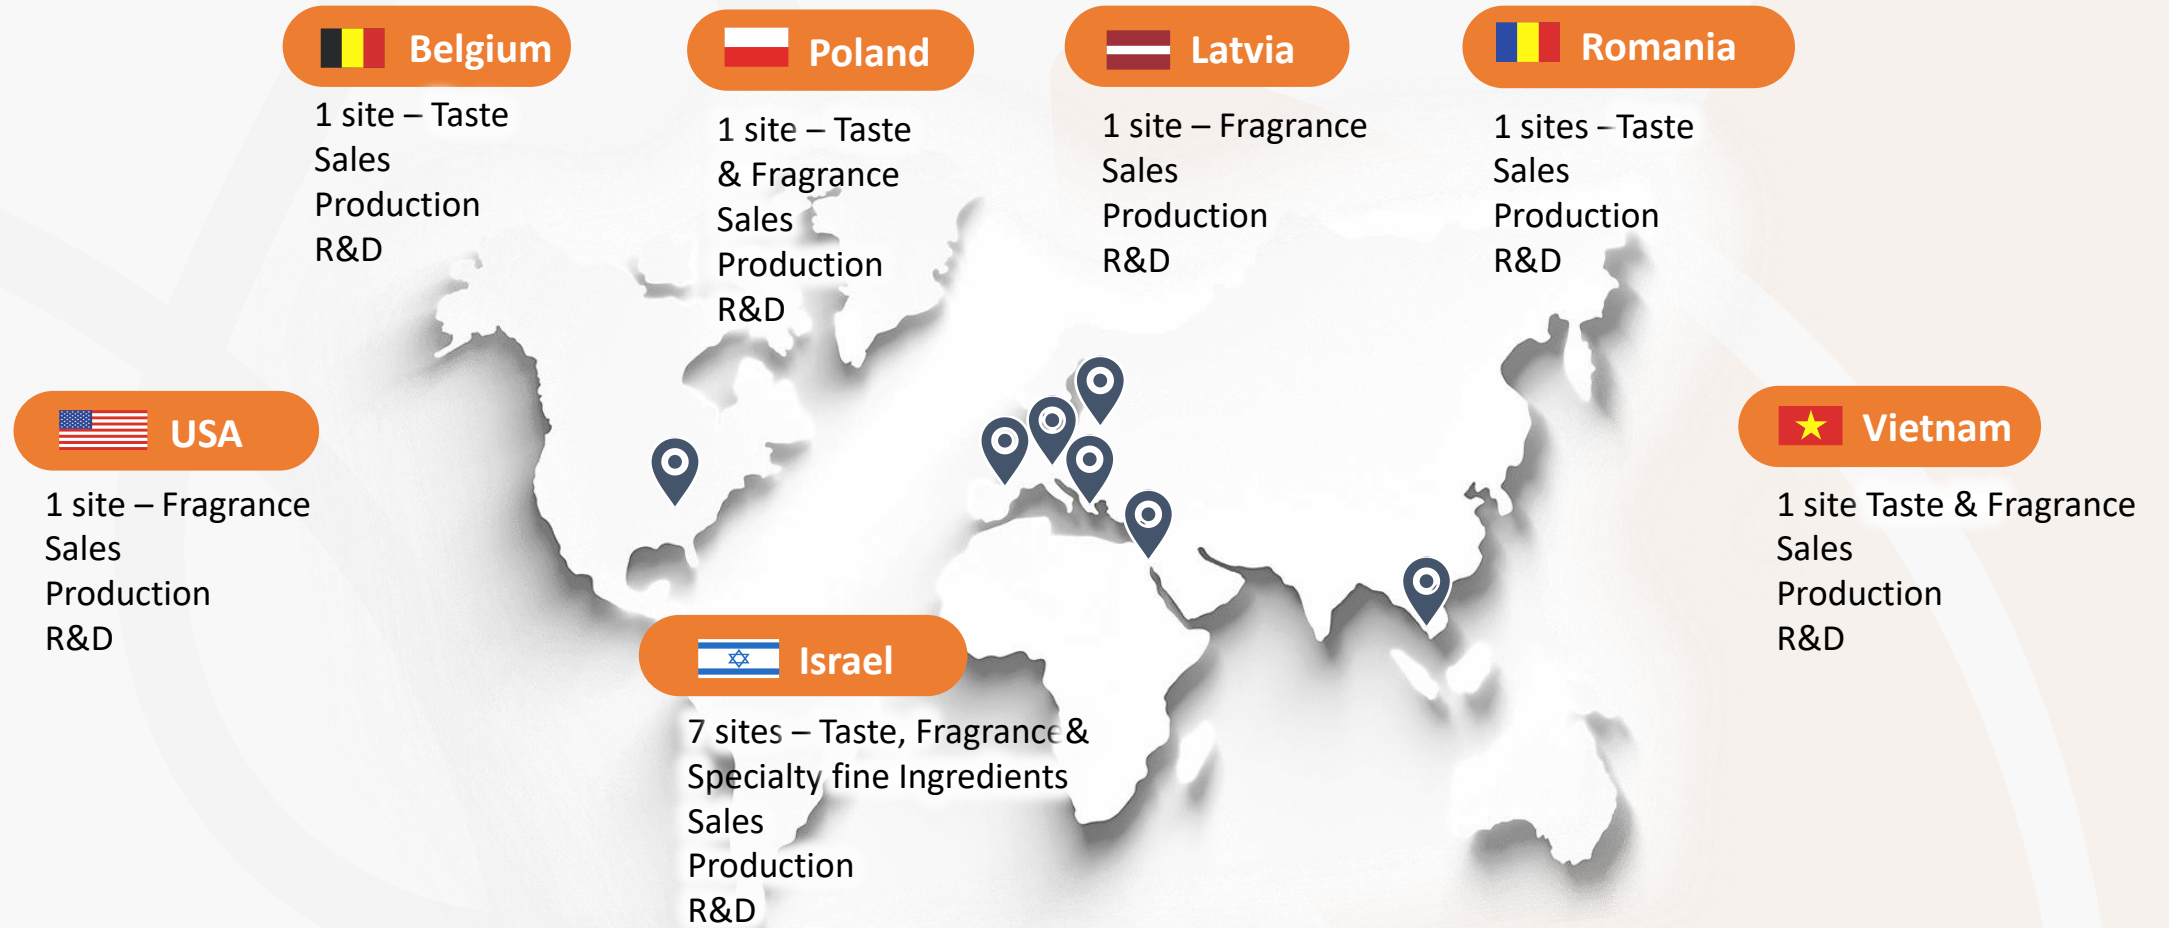 Belgium
1 site – Taste
Sales
Production
R&D
Poland
1 site – Taste
& Fragrance
Sales
Production
R&D
Latvia
1 site – Fragrance
Sales
Production
R&D
Romania
1 sites –Taste
Sales
Production
R&D
USA
1 site – Fragrance
Sales
Production
R&D
Israel
7 sites – Taste, Fragrance &
Specialty fine Ingredients
Sales
Production
R&D
Vietnam
1 site Taste & Fragrance
Sales
Production
R&D